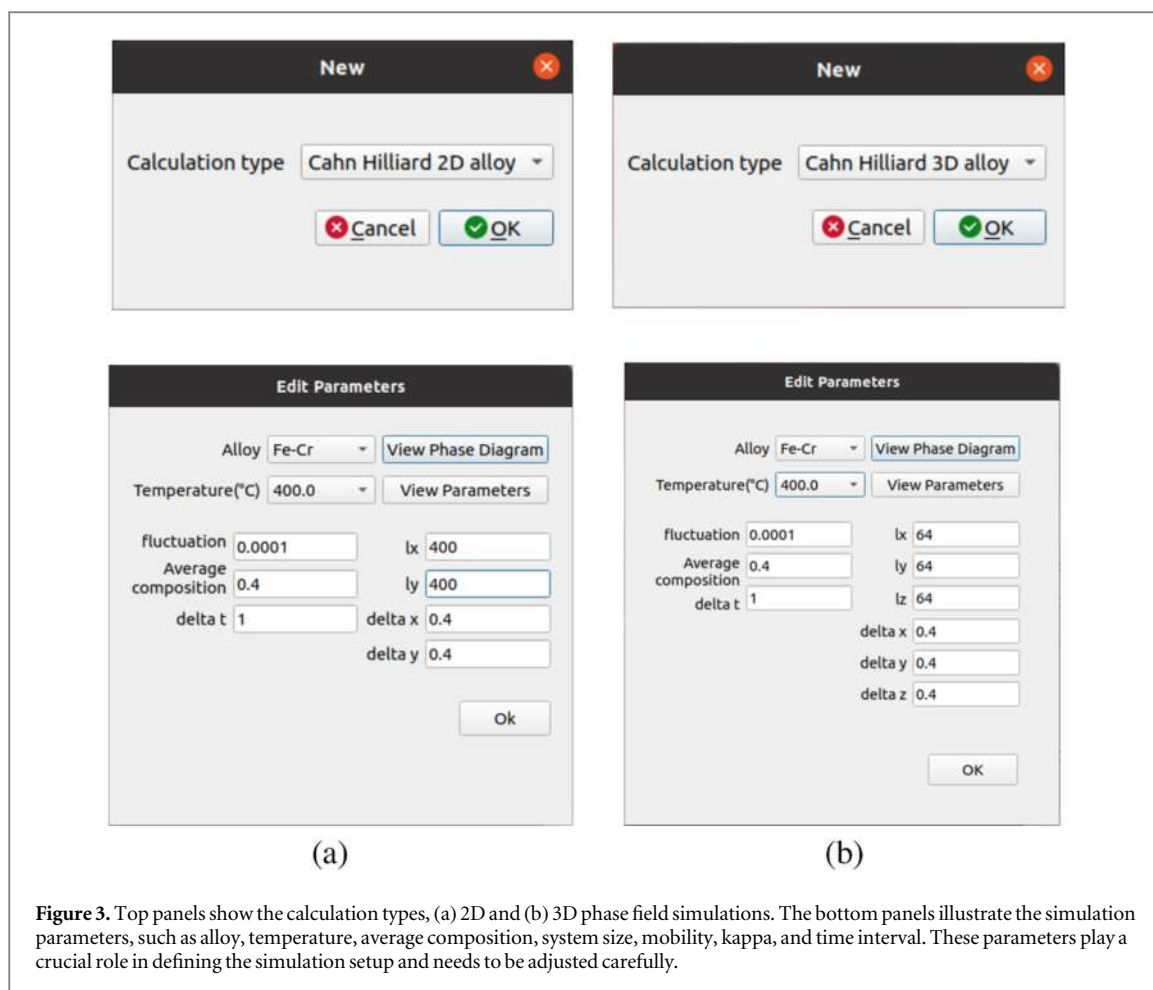 New
Calculation type Cahn Hilliard 2D alloy
Cancel OK
Edit Parameters
Alloy Fe-Cr View Phase Diagram
Temperature(°C) 400.0 View Parameters
fluctuation 0.0001 lx 400
Average
composition 0.4 ly 400
delta t 1 delta x 0.4
delta y 0.4
Ok
(a)
New
Calculation type Cahn Hilliard 3D alloy
Cancel OK
Edit Parameters
Alloy Fe-Cr View Phase Diagram
Temperature(°C) 400.0 View Parameters
fluctuation 0.0001 lx 64
Average
composition 0.4 ly 64
delta t 1 lz 64
delta x 0.4
delta y 0.4
delta z 0.4
OK
(b)
Figure 3. Top panels show the calculation types, (a) 2D and (b) 3D phase field simulations. The bottom panels illustrate the simulation
parameters, such as alloy, temperature, average composition, system size, mobility, kappa, and time interval. These parameters play a
crucial role in defining the simulation setup and needs to be adjusted carefully.